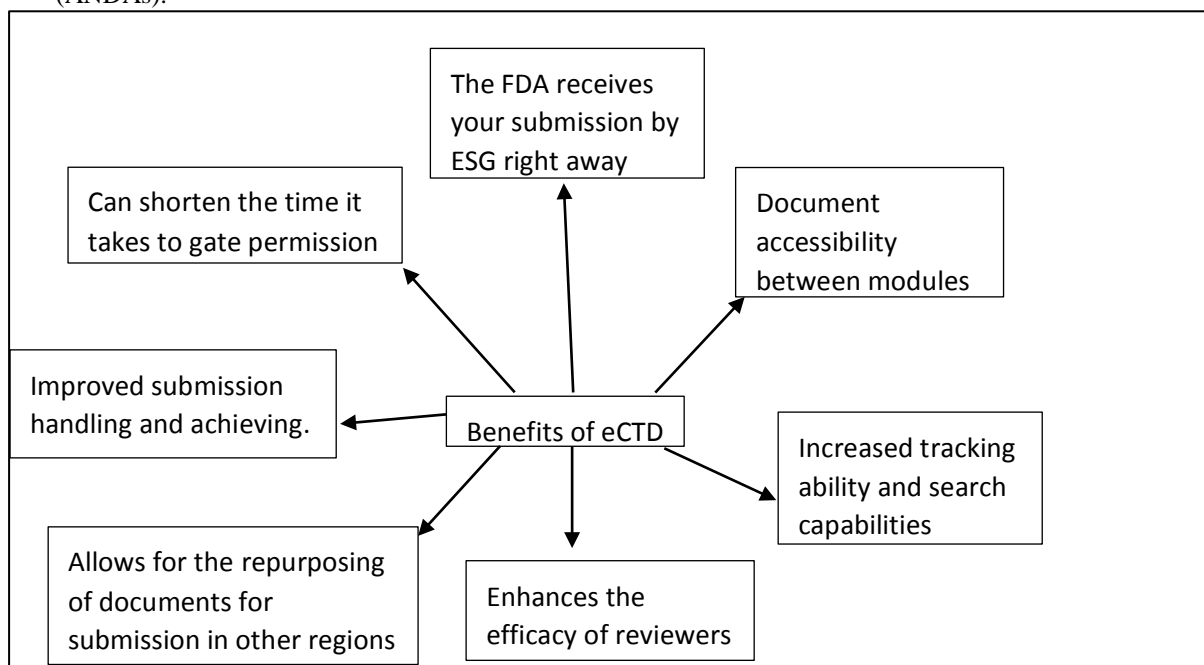 (ANDAs).
The FDA receives
your submission by
ESG right away
Can shorten the time it
takes to gate permission
Document
accessibility
between modules
Improved submission
handling and achieving.
Benefits of eCTD
Increased tracking
ability and search
capabilities
Allows for the repurposing
of documents for
submission in other regions
Enhances the
efficacy of reviewers